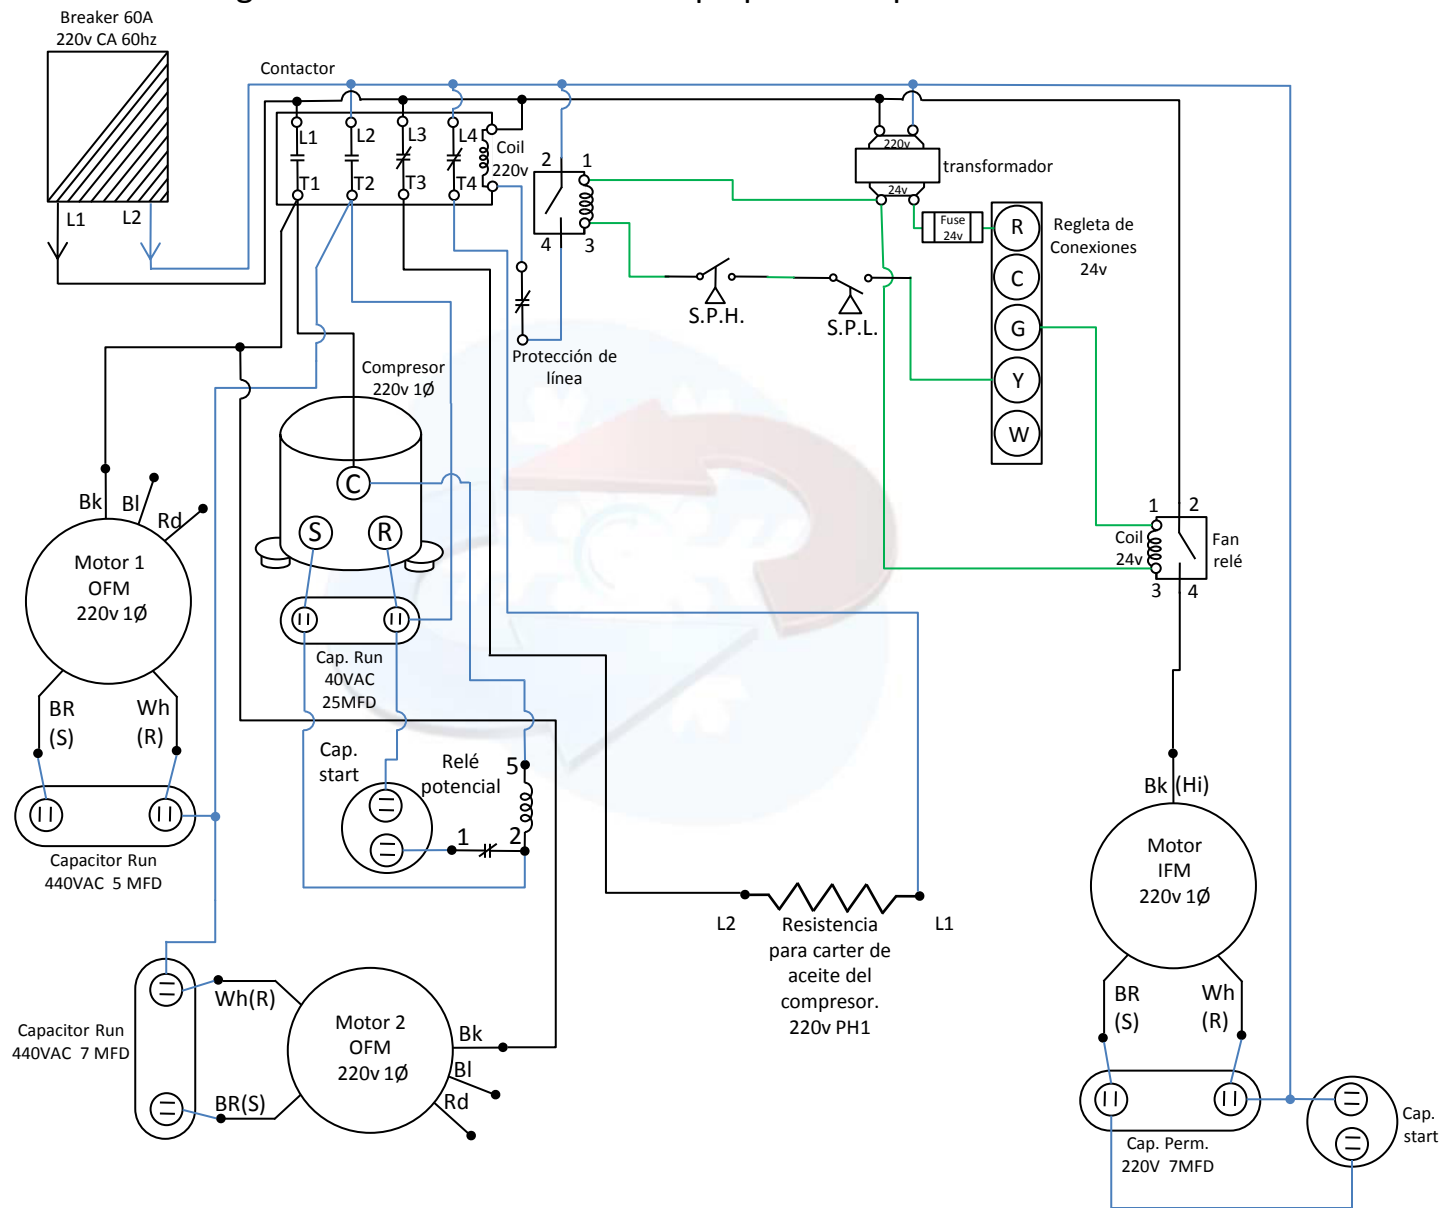 Breaker 60A
220v CA 60hz
Contactor
L1
L2
L3
L4
Coil
220v
T1
T2
T3
T4
L1
L2
2
1
4
3
220v
transformador
24v
Fuse
24v
R
C
G
Y
W
Regleta de
Conexiones
24v
S.P.H.
S.P.L.
Protección de
línea
Compresor
220v 1Ø
C
S
R
Bk
Bl
Rd
Motor 1
OFM
220v 1Ø
BR
(S)
Wh
(R)
Capacitor Run
440VAC 5 MFD
Cap. Run
40VAC
25MFD
Cap.
start
Relé
potencial
5
1
2
1
2
Coil
24v
Fan
relé
3
4
L2
L1
Resistencia
para carter de
aceite del
compresor.
220v PH1
Bk (Hi)
Motor
IFM
220v 1Ø
BR
(S)
Wh
(R)
Cap. Perm.
220V 7MFD
Cap.
start
Capacitor Run
440VAC 7 MFD
Wh(R)
BR(S)
Motor 2
OFM
220v 1Ø
Bk
Bl
Rd